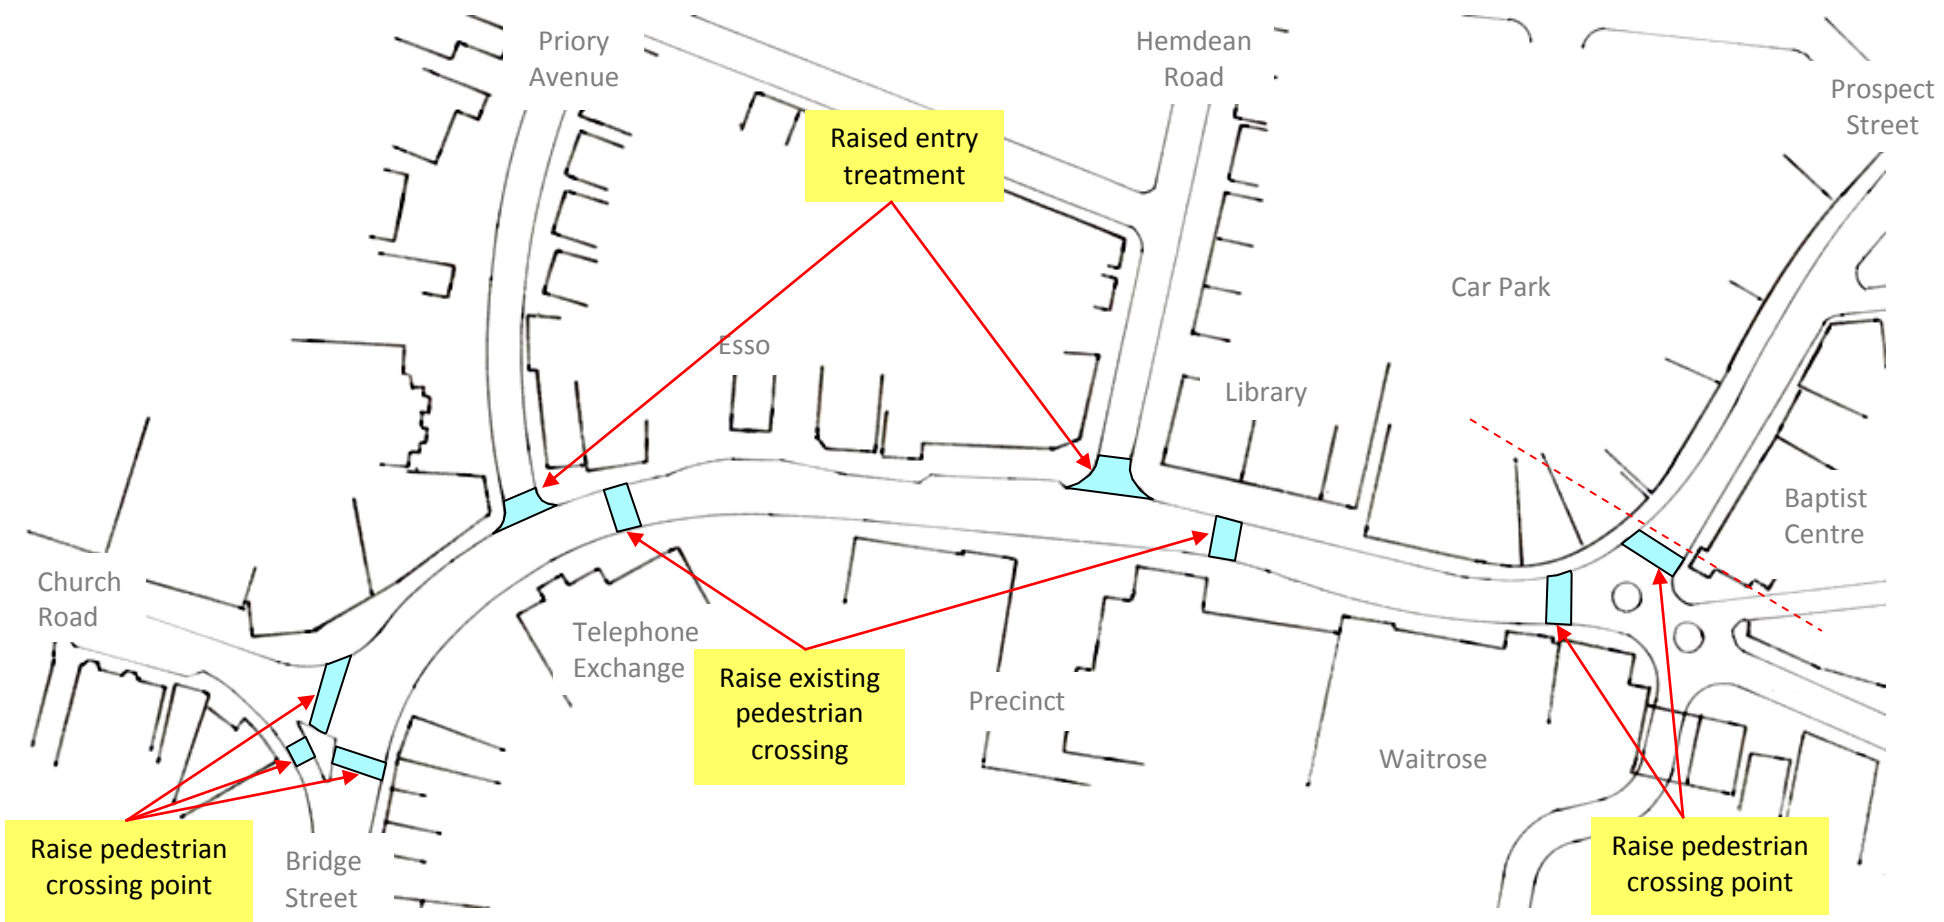 Priory
Avenue
Hemdean
Road
Prospect
Street
Raised entry
treatment
Car Park
Esso
Library
Baptist
Centre
Church
Road
Telephone
Exchange
Raise existing
pedestrian
crossing
Precinct
Waitrose
Raise pedestrian
crossing point
Bridge
Street
Raise pedestrian
crossing point